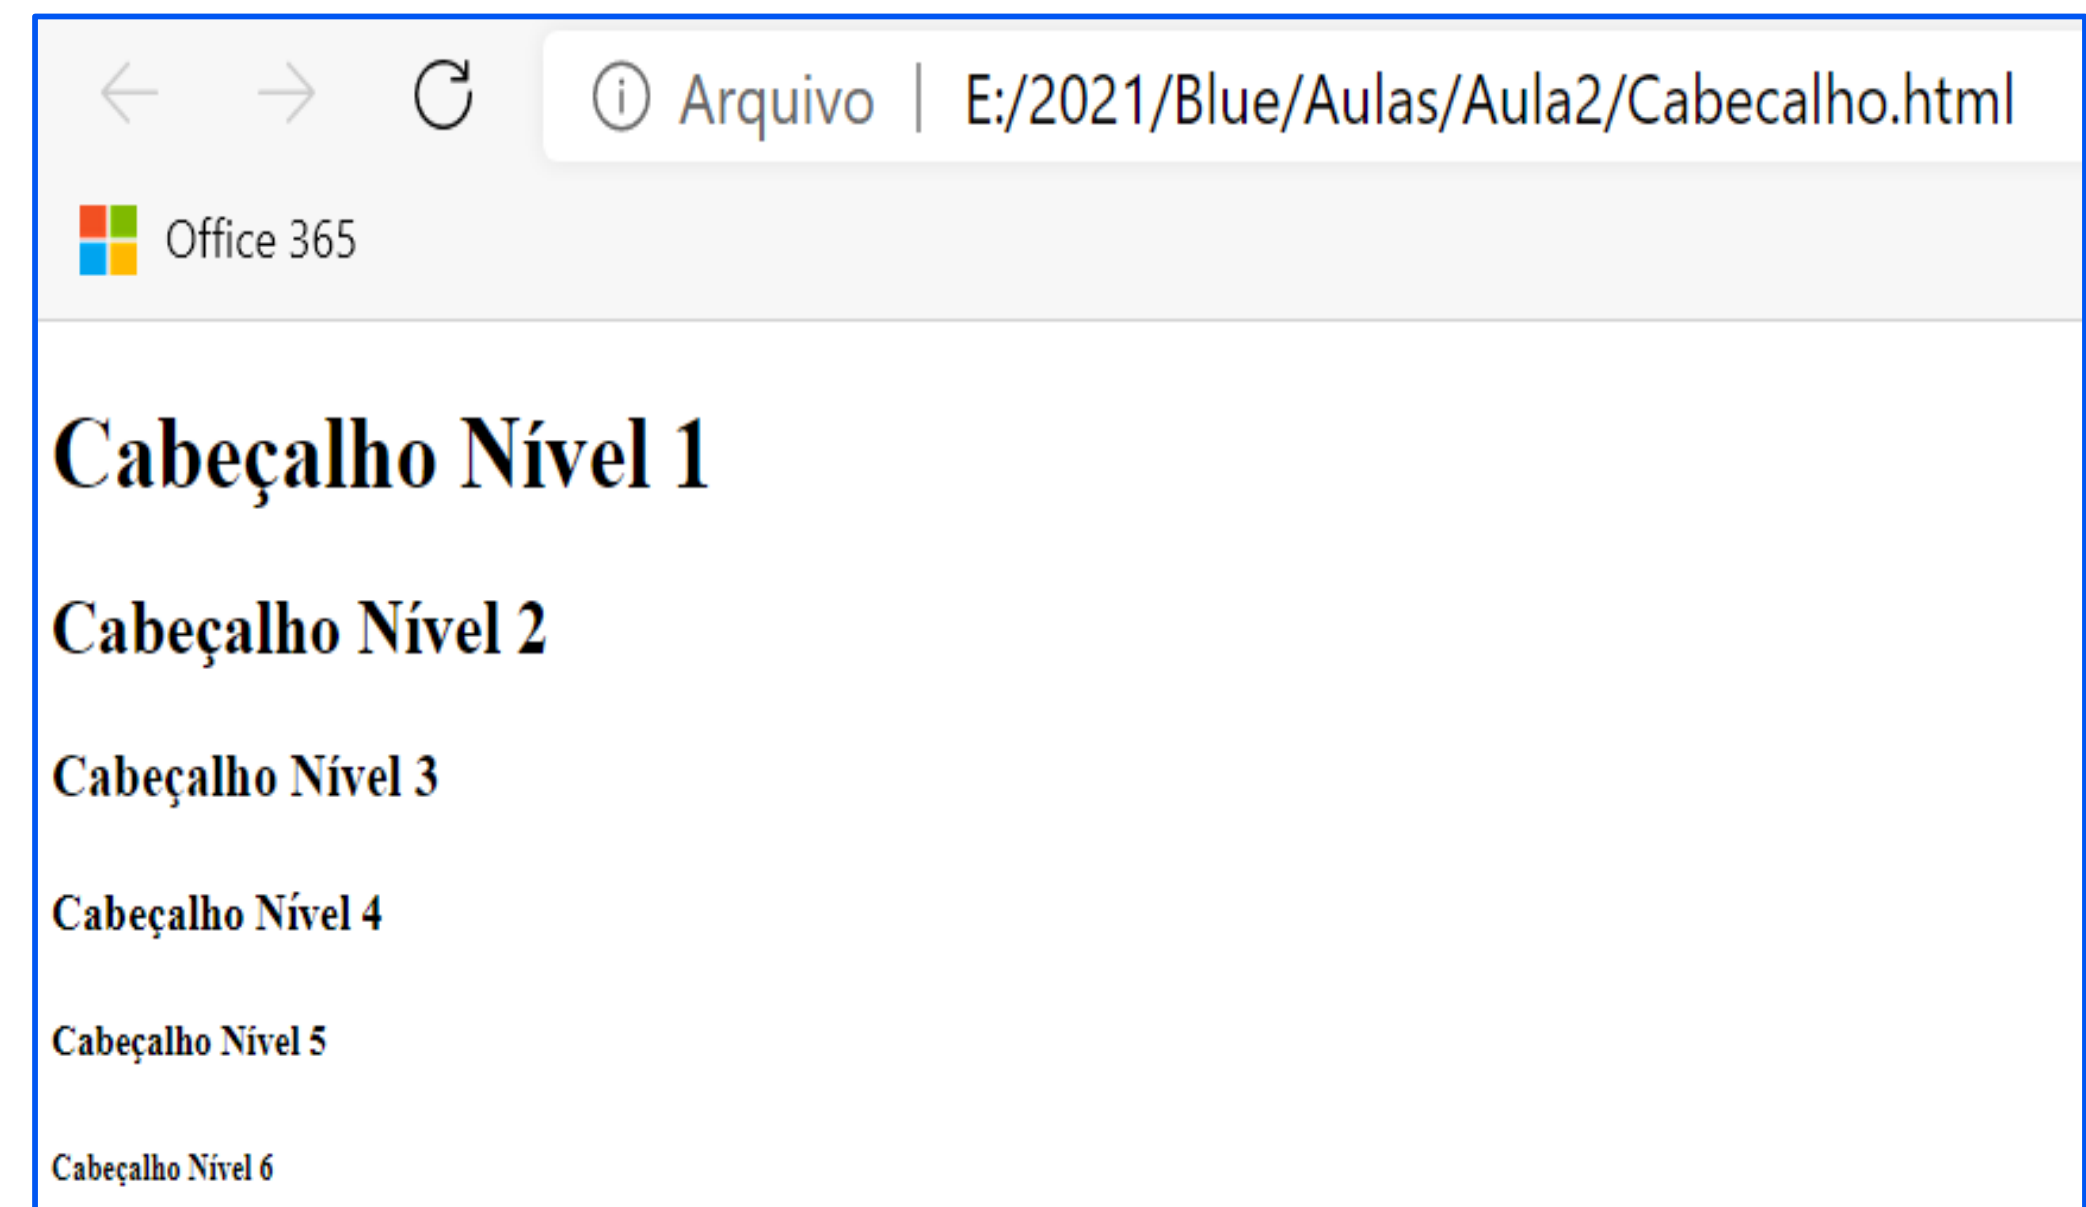 Arquivo | E:/2021/Blue/Aulas/Aula2/Cabecalho.html
Office 365
Cabeçalho Nível 1
Cabeçalho Nível 2
Cabeçalho Nível 3
Cabeçalho Nível 4
Cabeçalho Nível 5
Cabeçalho Nível 6